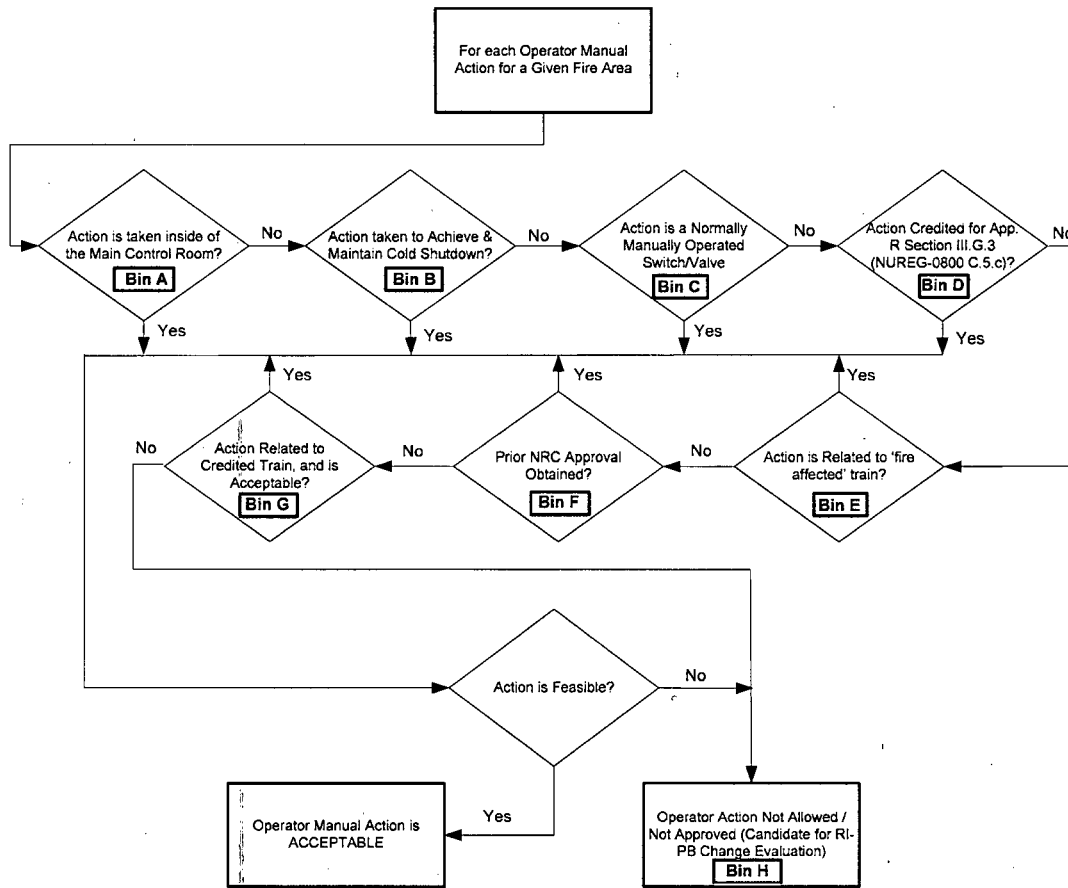 For each Operator Manual
Action for a Given Fire Area
Action is taken inside of
the Main Control Room?
Bin A
No
Yes
Action taken to Achieve &
Maintain Cold Shutdown?
Bin B
No
Yes
Action is a Normally
Manually Operated
Switch/Valve
Bin C
No
Yes
Action Credited for App.
R Section III.G.3
(NUREG-0800 C.5.c)?
Bin D
No
Yes
Action is Related to 'fire
affected' train?
Bin E
Yes
No
Prior NRC Approval
Obtained?
Bin F
Yes
No
Action Related to
Credited Train, and is
Acceptable?
Bin G
Yes
No
Action is Feasible?
No
Yes
Operator Manual Action is
ACCEPTABLE
Operator Action Not Allowed /
Not Approved (Candidate for RI-
PB Change Evaluation)
Bin H